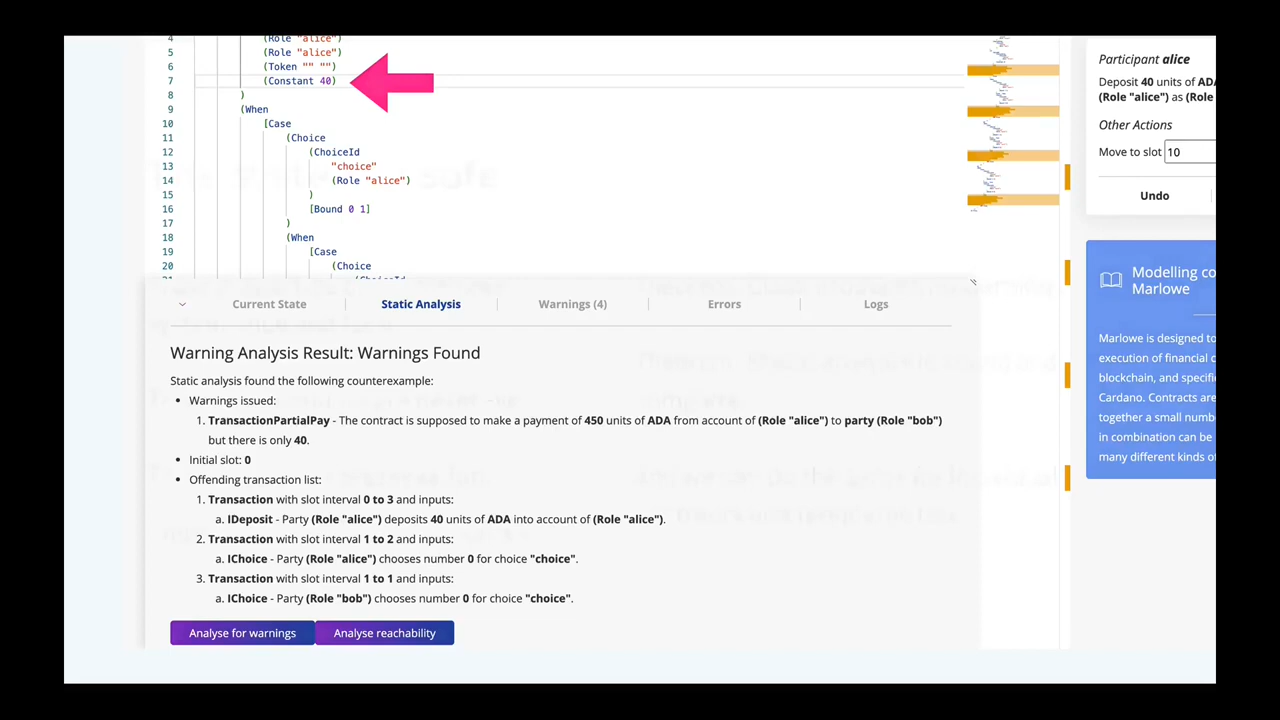 4 (Role "alice")
5 (Role "alice")
6 (Token "" "")
7 (Constant 40)
8 )
9 (When
10 [Case
11 (Choice
12 (ChoiceId
13 "choice"
14 (Role "alice")
15 )
16 [Bound 0 1]
17 )
18 (When
19 [Case
20 (Choice
21 (ChoiceId
Participant alice
Deposit 40 units of ADA
(Role "alice") as (Role
Other Actions
Move to slot 10
Undo
Modelling co
Marlowe
Marlowe is designed to
execution of financial c
blockchain, and specific
Cardano. Contracts are
together a small numb
in combination can be
many different kinds of
Current State
Static Analysis
Warnings (4)
Errors
Logs
Warning Analysis Result: Warnings Found
Static analysis found the following counterexample:
• Warnings issued:
1. TransactionPartialPay - The contract is supposed to make a payment of 450 units of ADA from account of (Role "alice") to party (Role "bob")
but there is only 40.
• Initial slot: 0
• Offending transaction list:
1. Transaction with slot interval 0 to 3 and inputs:
a. IDeposit - Party (Role "alice") deposits 40 units of ADA into account of (Role "alice").
2. Transaction with slot interval 1 to 2 and inputs:
a. IChoice - Party (Role "alice") chooses number 0 for choice "choice".
3. Transaction with slot interval 1 to 1 and inputs:
a. IChoice - Party (Role "bob") chooses number 0 for choice "choice".
Analyse for warnings
Analyse reachability